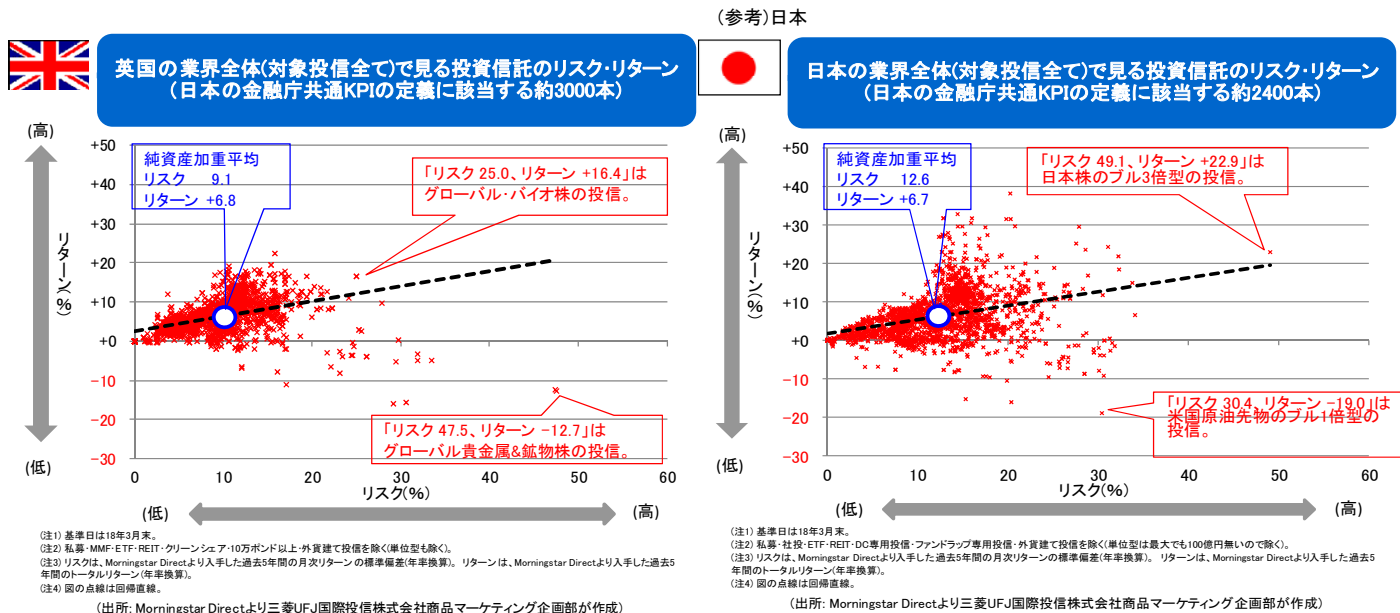 (参考)日本
英国の業界全体(対象投信全て)で見る投資信託のリスク・リターン
(日本の金融庁共通KPIの定義に該当する約3000本)
(高)
+50
+40
+30
+20
+10
+0
-10
-20
-30
リターン(%)
純資産加重平均
リスク 9.1
リターン +6.8
「リスク 25.0、リターン +16.4」は
グローバル・バイオ株の投信。
「リスク 47.5、リターン -12.7」は
グローバル貴金属&鉱物株の投信。
0 10 20 30 40 50 60
リスク(%)
(低)
(低) (高)
(注1) 基準日は18年3月末。
(注2) 私募・MMF・ETF・REIT・クリーンシェア・10万ポンド以上・外貨建て投信を除く(単位型も除く)。
(注3) リスクは、Morningstar Directより入手した過去5年間の月次リターンの標準偏差(年率換算)。 リターンは、Morningstar Directより入手した過去5
年間のトータルリターン(年率換算)。
(注4) 図の点線は回帰直線。
(出所: Morningstar Directより三菱UFJ国際投信株式会社商品マーケティング企画部が作成)
日本の業界全体(対象投信全て)で見る投資信託のリスク・リターン
(日本の金融庁共通KPIの定義に該当する約2400本)
(高)
+50
+40
+30
+20
+10
+0
-10
-20
-30
リターン(%)
純資産加重平均
リスク 12.6
リターン +6.7
「リスク 49.1、リターン +22.9」は
日本株のブル3倍型の投信。
「リスク 30.4、リターン -19.0」は
米国原油先物のブル1倍型の
投信。
0 10 20 30 40 50 60
リスク(%)
(低)
(低) (高)
(注1) 基準日は18年3月末。
(注2) 私募・社投・ETF・REIT・DC専用投信・ファンドラップ専用投信・外貨建て投信を除く(単位型は最大でも100億円無いので除く)。
(注3) リスクは、Morningstar Directより入手した過去5年間の月次リターンの標準偏差(年率換算)。 リターンは、Morningstar Directより入手した過去5
年間のトータルリターン(年率換算)。
(注4) 図の点線は回帰直線。
(出所: Morningstar Directより三菱UFJ国際投信株式会社商品マーケティング企画部が作成)